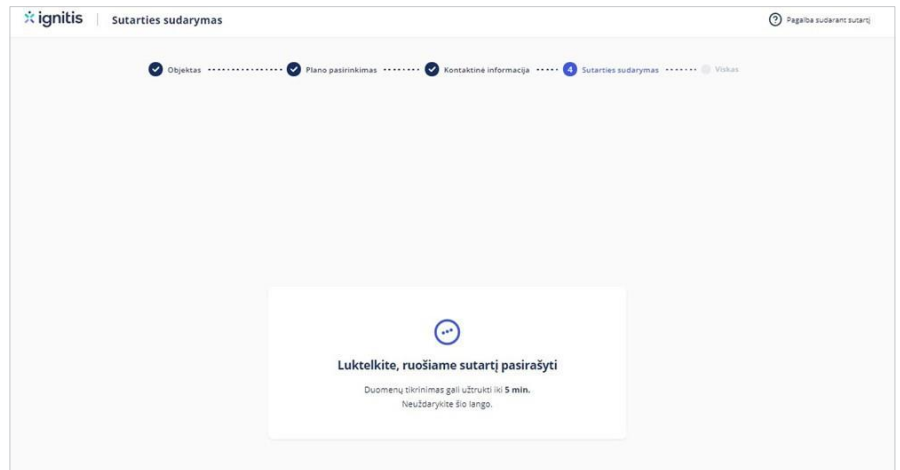 ignitis
Sutarties sudarymas
Pagalba sudarant sutartį
Objektas
Plano pasirinkimas
Kontaktinė informacija
4 Sutarties sudarymas
Viskas
Luktelkite, ruošiame sutartį pasirašyti
Duomenų tikrinimas gali užtrukti iki 5 min.
Neuždarykite šio lango.